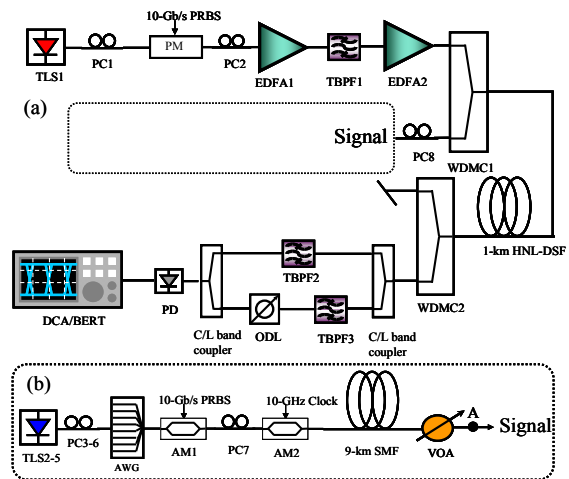 10-Gb/s PRBS
PM
TLS1
PC1
PC2
EDFA1
TBPF1
EDFA2
(a)
Signal
PC8
WDMC1
1-km HNL-DSF
WDMC2
TBPF2
DCA/BERT
PD
C/L band
coupler
ODL
TBPF3
C/L band
coupler
(b)
10-Gb/s PRBS
10-GHz Clock
A
Signal
TLS2-5
PC3-6
AWG
AM1
PC7
AM2
9-km SMF
VOA